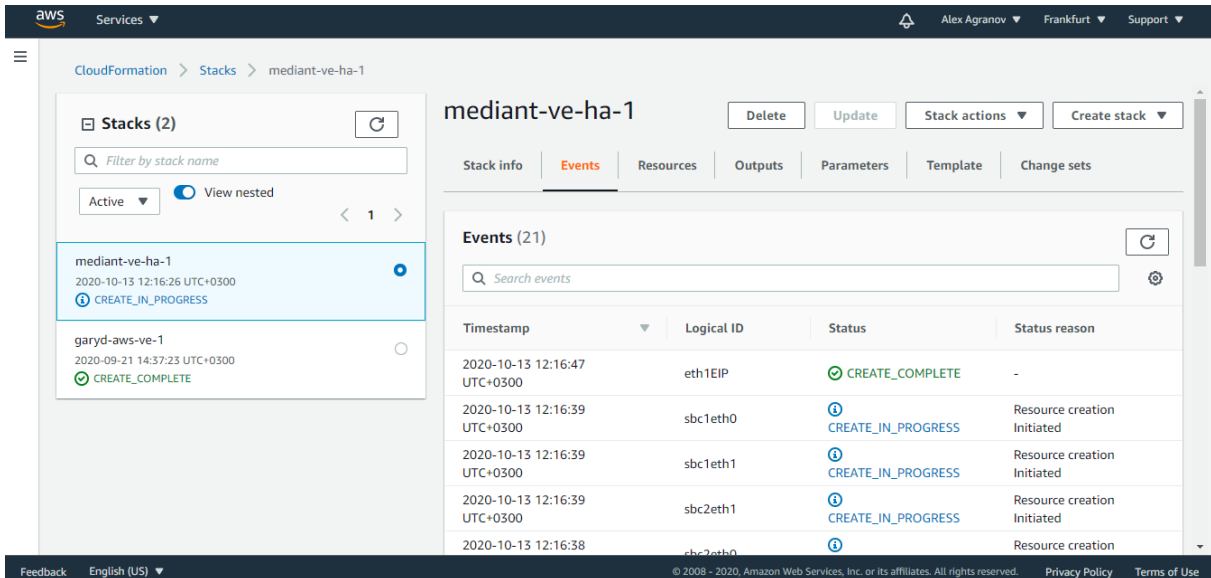 aws Services ▼ Alex Agranov ▼ Frankfurt ▼ Support ▼
CloudFormation > Stacks > mediant-ve-ha-1
Stacks (2)
Filter by stack name
Active ▼ View nested
< 1 >
mediant-ve-ha-1
2020-10-13 12:16:26 UTC+0300
CREATE_IN_PROGRESS
garyd-aws-ve-1
2020-09-21 14:37:23 UTC+0300
CREATE_COMPLETE
mediant-ve-ha-1
Delete Update Stack actions ▼ Create stack ▼
Stack info Events Resources Outputs Parameters Template Change sets
Events (21)
Search events
Timestamp ▼ Logical ID Status Status reason
2020-10-13 12:16:47
UTC+0300 eth1EIP CREATE_COMPLETE -
2020-10-13 12:16:39
UTC+0300 sbc1eth0 CREATE_IN_PROGRESS Resource creation
Initiated
2020-10-13 12:16:39
UTC+0300 sbc1eth1 CREATE_IN_PROGRESS Resource creation
Initiated
2020-10-13 12:16:39
UTC+0300 sbc2eth1 CREATE_IN_PROGRESS Resource creation
Initiated
2020-10-13 12:16:38 sbc2eth0 Resource creation
Feedback English (US) ▼ © 2008 - 2020, Amazon Web Services, Inc. or its affiliates. All rights reserved. Privacy Policy Terms of Use